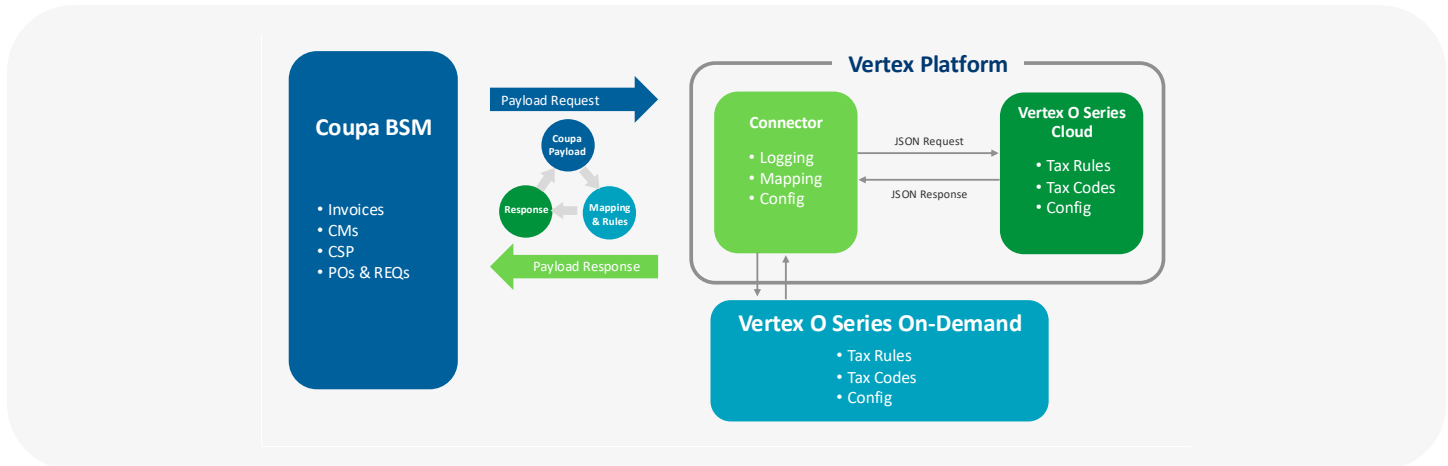 Coupa BSM
• Invoices
• CMs
• CSP
• POs & REQs
Payload Request
Coupa
Payload
Response
Mapping
& Rules
Payload Response
Vertex Platform
Connector
• Logging
• Mapping
• Config
JSON Request
JSON Response
Vertex O Series
Cloud
• Tax Rules
• Tax Codes
• Config
Vertex O Series On-Demand
• Tax Rules
• Tax Codes
• Config